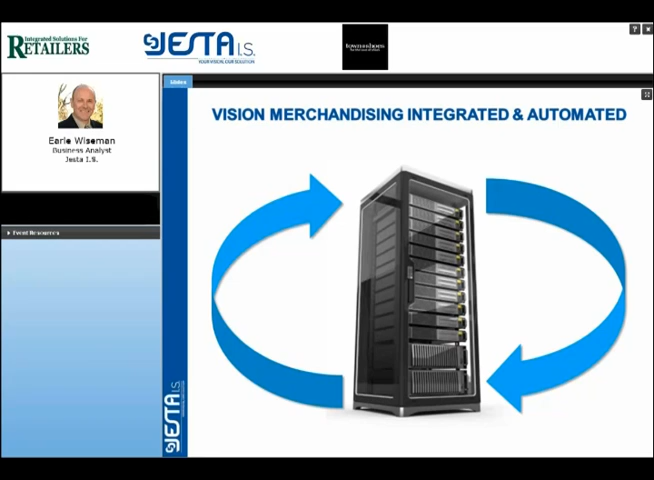 Integrated Solutions For
RETAILERS
JESTA I.S.
YOUR VISION, OUR SOLUTION
Slides
Earle Wiseman
Business Analyst
Jesta I.S.
Event Resources
VISION MERCHANDISING INTEGRATED & AUTOMATED
JESTA I.S.